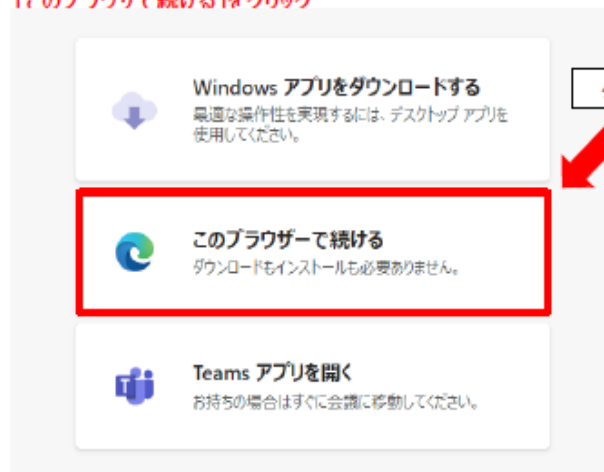 Windows アプリをダウンロードする
最適な操作性を実現するには、デスクトップ アプリを
使用してください。
このブラウザーで続ける
ダウンロードもインストールも必要ありません。
Teams アプリを開く
お持ちの場合はすぐに会議に移動してください。